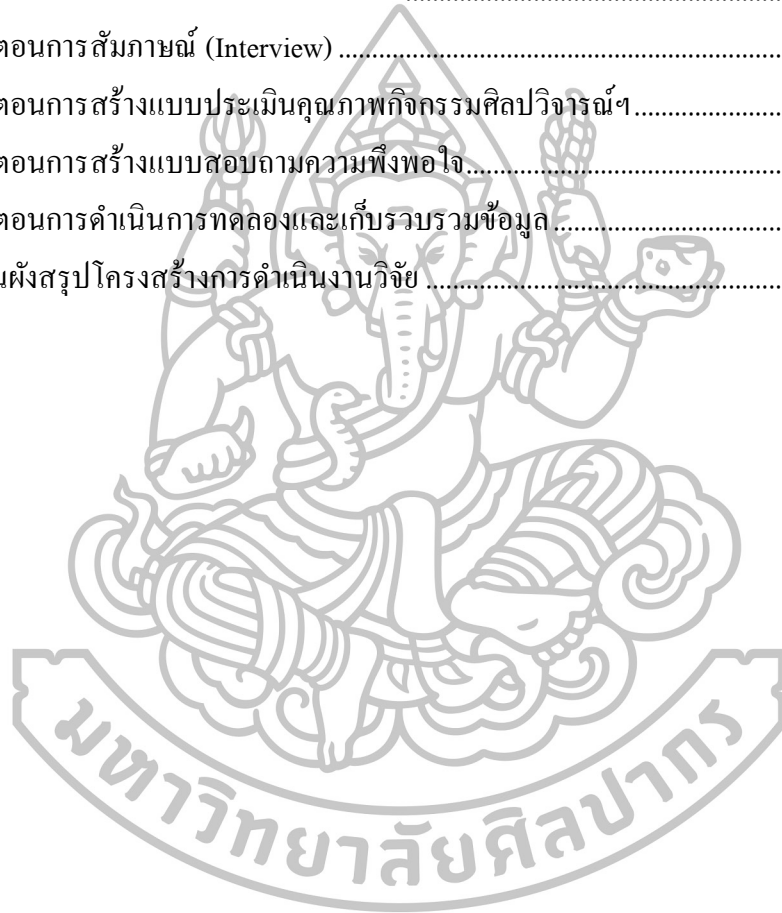 ................................................
ตอนการสัมภาษณ์ (Interview) ................................................................
ตอนการสร้างแบบประเมินคุณภาพกิจกรรมศิลปวิจารณ์ฯ......................
ตอนการสร้างแบบสอบถามความพึงพอใจ..............................................
ตอนการดำเนินการทดลองและเก็บรวบรวมข้อมูล..................................
นผังสรุปโครงสร้างการดำเนินงานวิจัย ....................................................
มหาวิทยาลัยศิลปากร